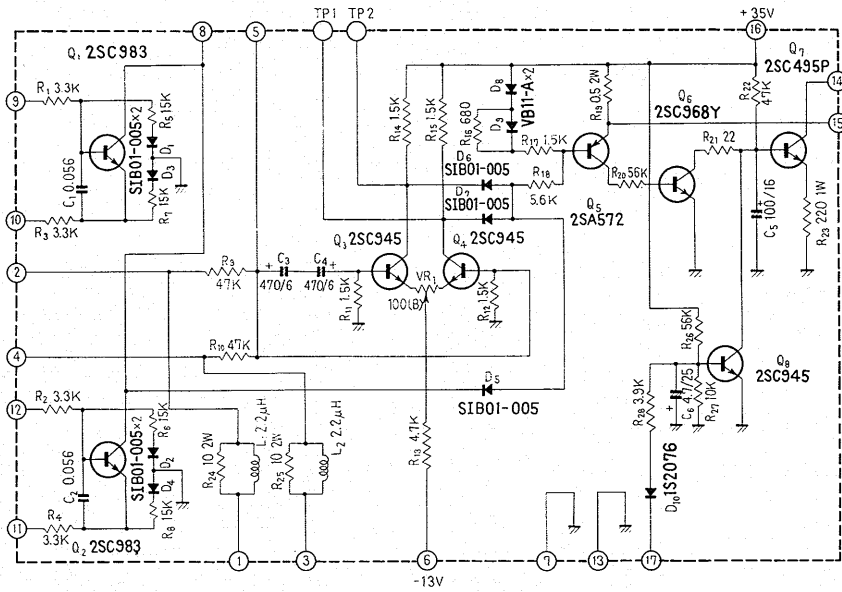 TP1 TP2
+35V
8
5
16
Q₁ 2SC983
Q₇
2SC495P
14
9
R₁ 3.3K
R₅ 15K
D₁
D₃
SIB01-005×2
C₁ 0.056
R₇ 15K
R₁₄ 1.5K
R₁₅ 1.5K
D₈
D₉
VB11-A×2
R₁₆ 680
R₁₉ 0.5 2W
Q₆
2SC968Y
R₂₂ 47K
15
R₁₇ 1.5K
R₂₁ 22
D₆
SIB01-005
D₇
SIB01-005
R₁₈
5.6K
R₂₀ 56K
Q₅
2SA572
C₅ 100/16
R₂₃ 220 1W
10
R₃ 3.3K
Q₃ 2SC945
Q₄ 2SC945
2
R₃
47K
C₃
470/6
C₄
470/6
R₁₁ 1.5K
VR₁
100(B)
R₁₂ 1.5K
4
R₁₀ 47K
R₂₆ 56K
Q₈
2SC945
D₅
SIB01-005
12
R₂ 3.3K
R₆ 15K
D₂
D₄
SIB01-005×2
C₂ 0.056
R₈ 15K
L₁ 2.2μH
L₂ 2.2μH
R₂₄ 10 2W
R₂₅ 10 2W
R₁₃ 4.7K
R₂₈ 3.9K
C₆ 4.7/25
R₂₇ 10K
D₁₀ 1S2076
11
R₄
3.3K
Q₂ 2SC983
1
3
6
7
13
17
-13V